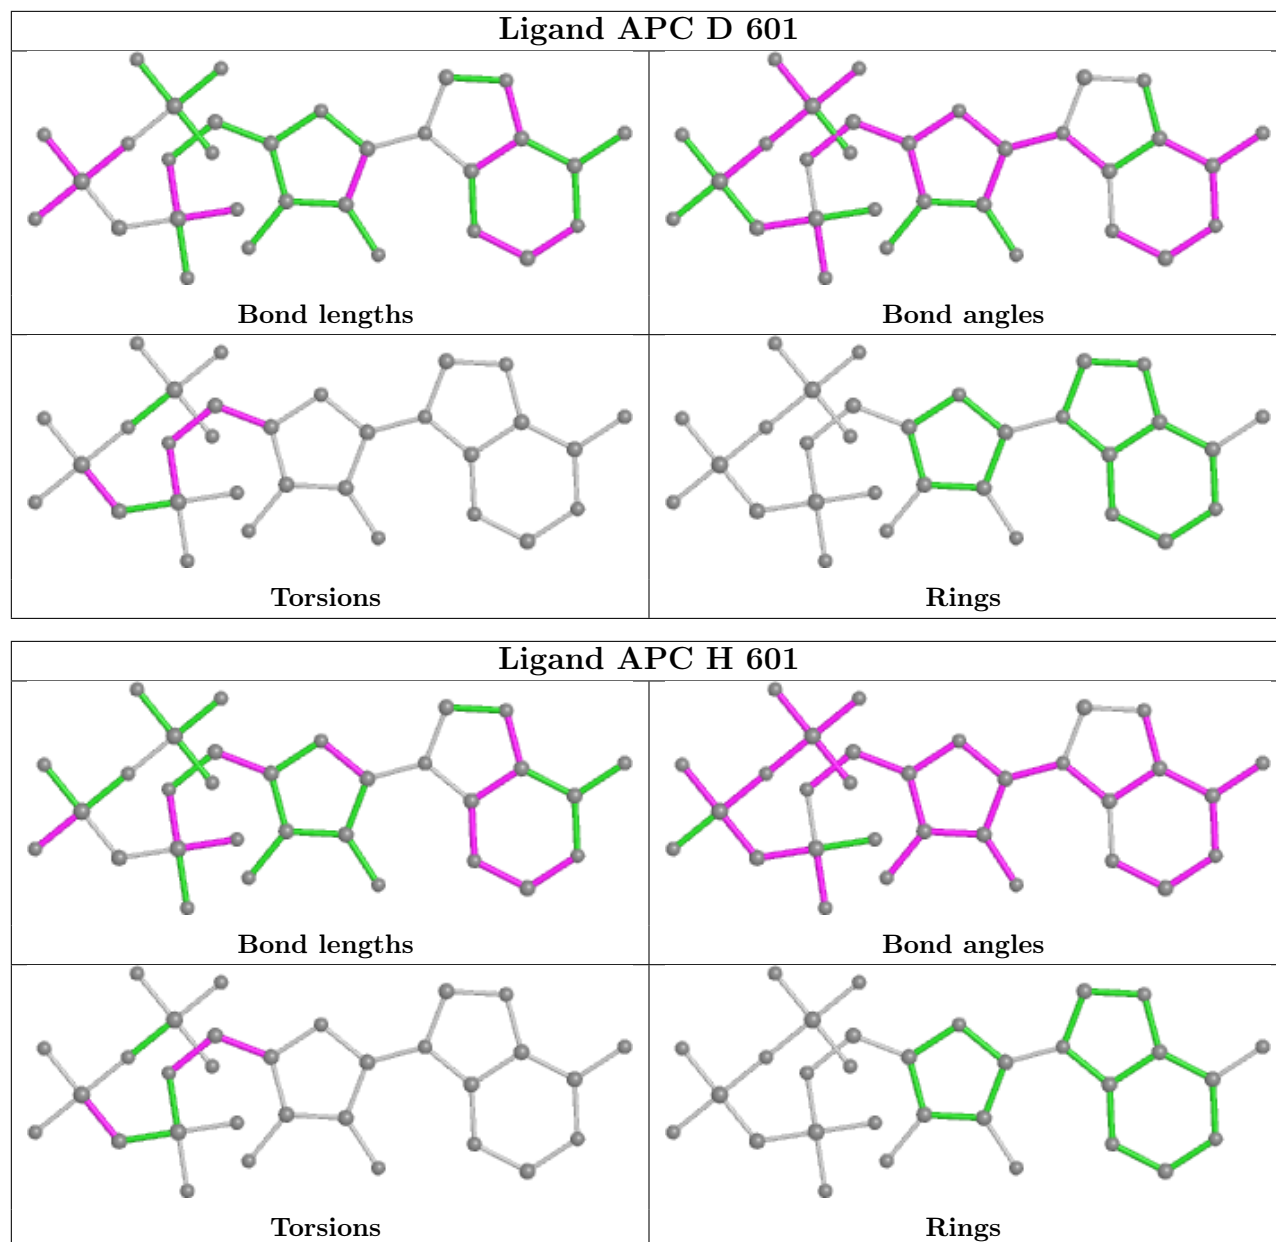 Ligand APC D 601
Bond lengths
Bond angles
Torsions
Rings
Ligand APC H 601
Bond lengths
Bond angles
Torsions
Rings